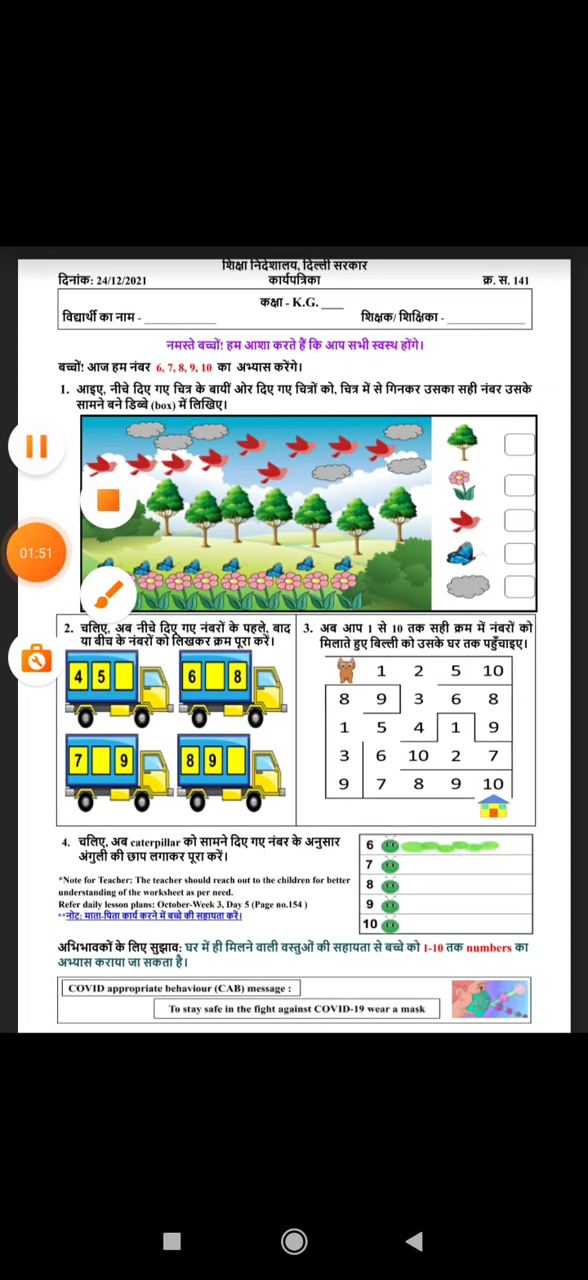 शिक्षा निदेशालय, दिल्ली सरकार
दिनांक: 24/12/2021 कार्यपत्रिका क्र. स. 141
कक्षा - K.G. ____
विद्यार्थी का नाम - ____________ शिक्षक/ शिक्षिका - ____________
नमस्ते बच्चों! हम आशा करते हैं कि आप सभी स्वस्थ होंगे।
बच्चों! आज हम नंबर 6, 7, 8, 9, 10 का अभ्यास करेंगे।
1. आइए, नीचे दिए गए चित्र के बायीं ओर दिए गए चित्रों को, चित्र में से गिनकर उसका सही नंबर उसके
सामने बने डिब्बे (box) में लिखिए।
01:51
2. चलिए, अब नीचे दिए गए नंबरों के पहले, बाद
या बीच के नंबरों को लिखकर क्रम पूरा करें।
4 5
6 8
7 9
8 9
3. अब आप 1 से 10 तक सही क्रम में नंबरों को
मिलाते हुए बिल्ली को उसके घर तक पहुँचाइए।
1 2 5 10
8 9 3 6 8
1 5 4 1 9
3 6 10 2 7
9 7 8 9 10
4. चलिए, अब caterpillar को सामने दिए गए नंबर के अनुसार
अंगुली की छाप लगाकर पूरा करें।
6
7
8
9
10
*Note for Teacher: The teacher should reach out to the children for better
understanding of the worksheet as per need.
Refer daily lesson plans: October-Week 3, Day 5 (Page no.154 )
**नोट: माता-पिता कार्य करने में बच्चे की सहायता करें।
अभिभावकों के लिए सुझाव: घर में ही मिलने वाली वस्तुओं की सहायता से बच्चे को 1-10 तक numbers का
अभ्यास कराया जा सकता है।
COVID appropriate behaviour (CAB) message :
To stay safe in the fight against COVID-19 wear a mask